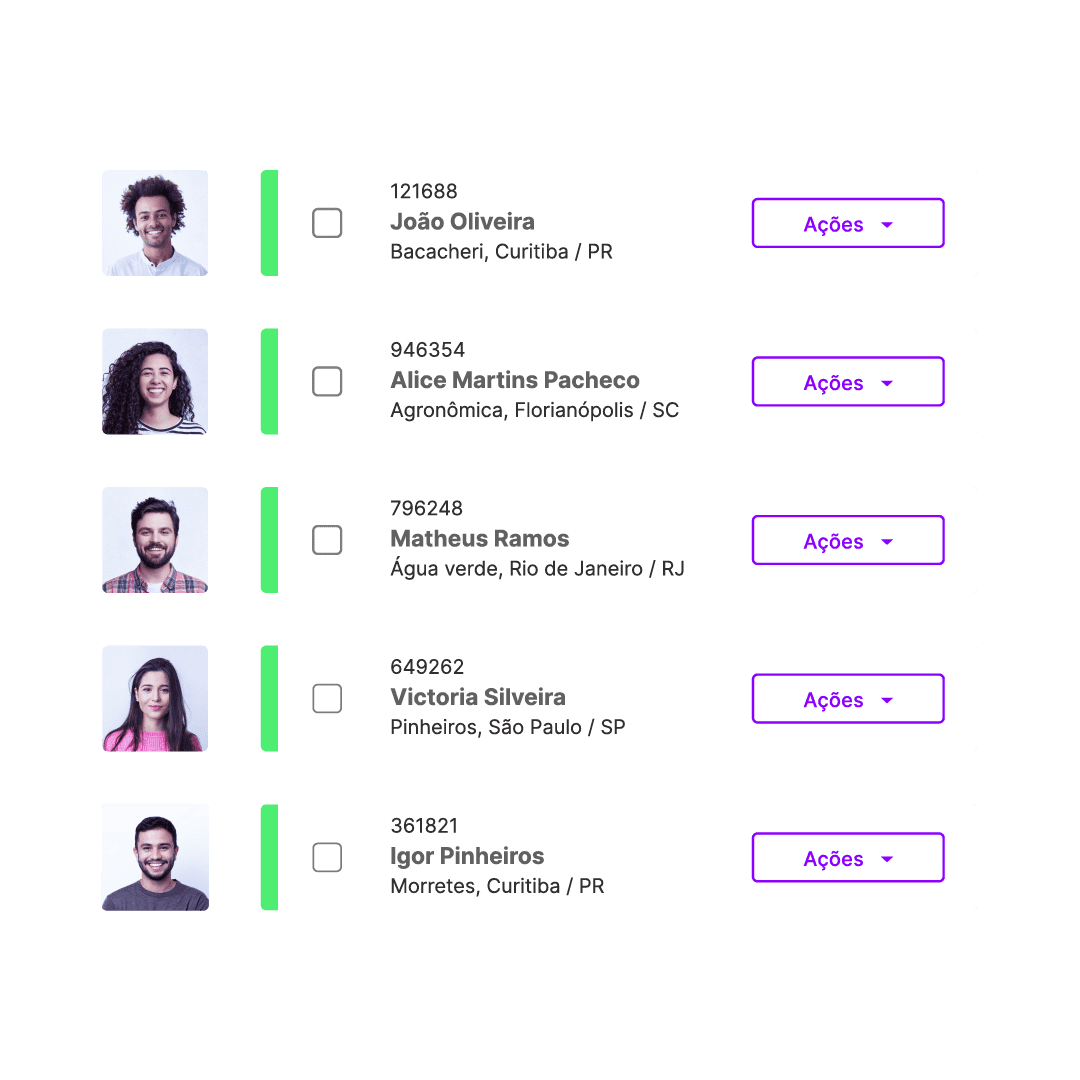 121688
João Oliveira
Bacacheri, Curitiba / PR
Ações
946354
Alice Martins Pacheco
Agronômica, Florianópolis / SC
Ações
796248
Matheus Ramos
Água verde, Rio de Janeiro / RJ
Ações
649262
Victoria Silveira
Pinheiros, São Paulo / SP
Ações
361821
Igor Pinheiros
Morretes, Curitiba / PR
Ações